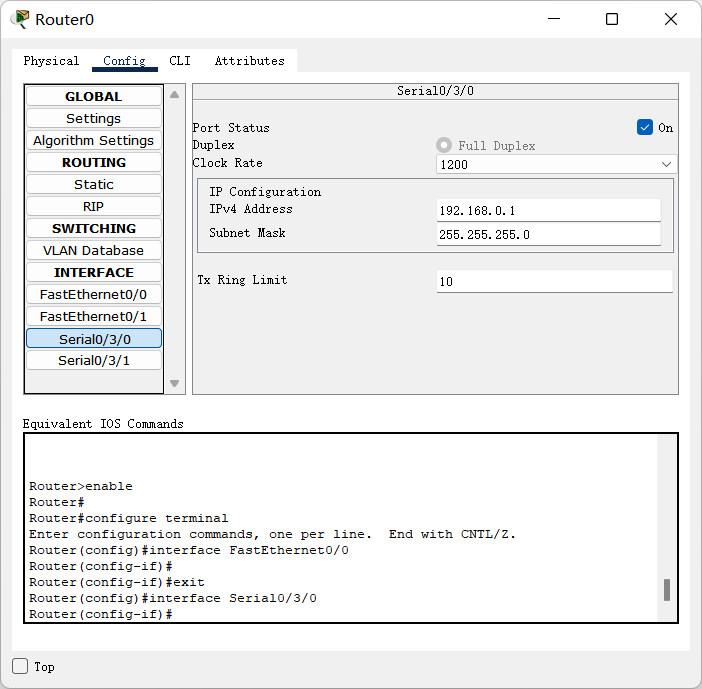 Router0
Physical Config CLI Attributes
GLOBAL
Settings
Algorithm Settings
ROUTING
Static
RIP
SWITCHING
VLAN Database
INTERFACE
FastEthernet0/0
FastEthernet0/1
Serial0/3/0
Serial0/3/1
Serial0/3/0
Port Status On
Duplex Full Duplex
Clock Rate 1200
IP Configuration
IPv4 Address 192.168.0.1
Subnet Mask 255.255.255.0
Tx Ring Limit 10
Equivalent IOS Commands
Router>enable
Router#
Router#configure terminal
Enter configuration commands, one per line.  End with CNTL/Z.
Router(config)#interface FastEthernet0/0
Router(config-if)#
Router(config-if)#exit
Router(config)#interface Serial0/3/0
Router(config-if)#
Top